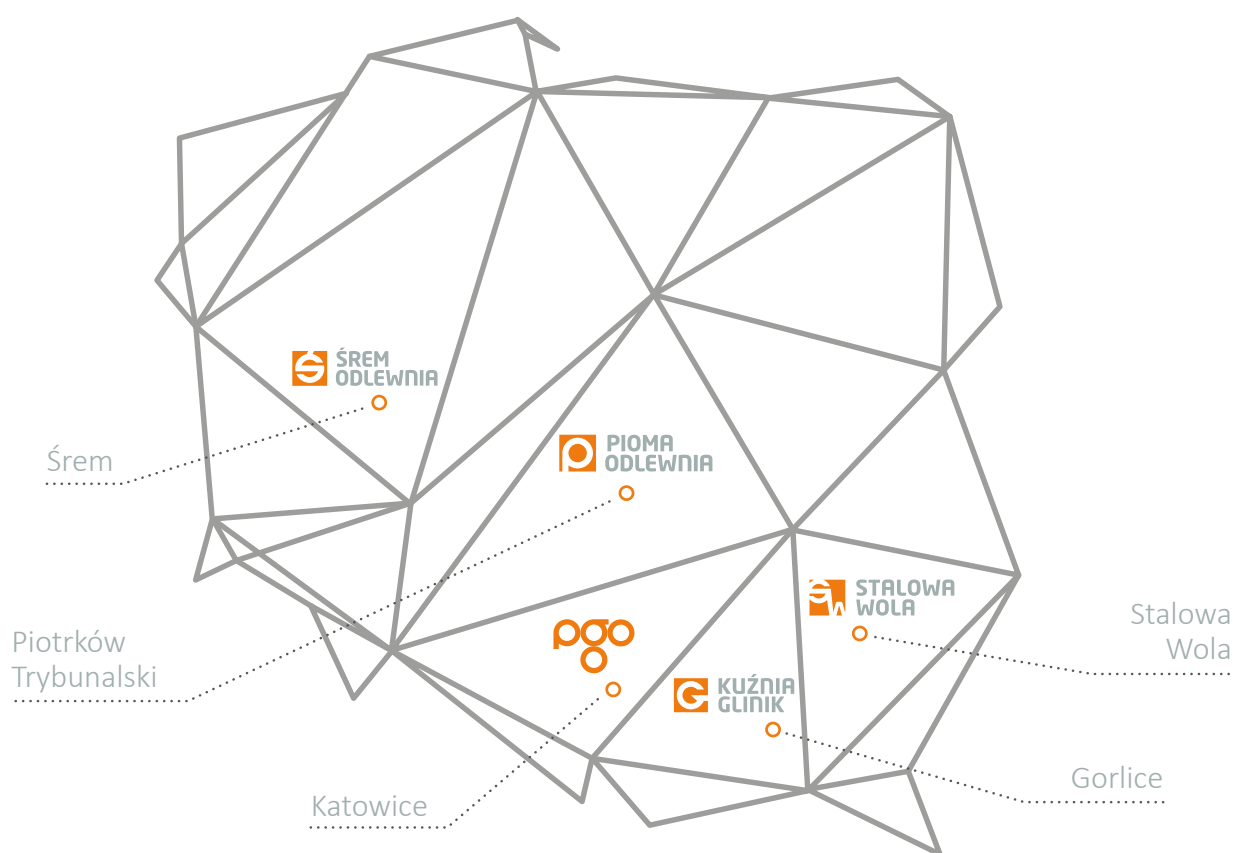 ŚREM
ODLEWNIA
Śrem
PIOMA
ODLEWNIA
Piotrków
Trybunalski
STALOWA
WOLA
Stalowa
Wola
pgo
Katowice
KUŹNIA
GLINIK
Gorlice